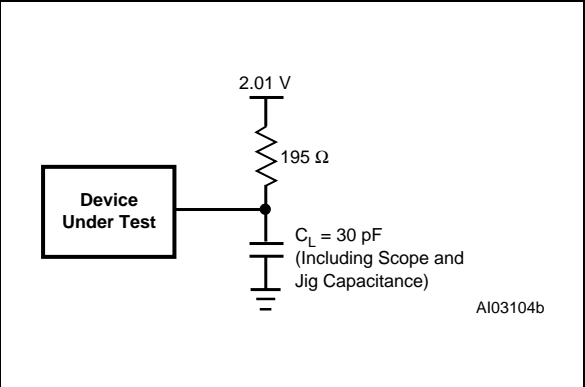 2.01 V
195 Ω
Device
Under Test
C_L = 30 pF
(Including Scope and
Jig Capacitance)
AI03104b